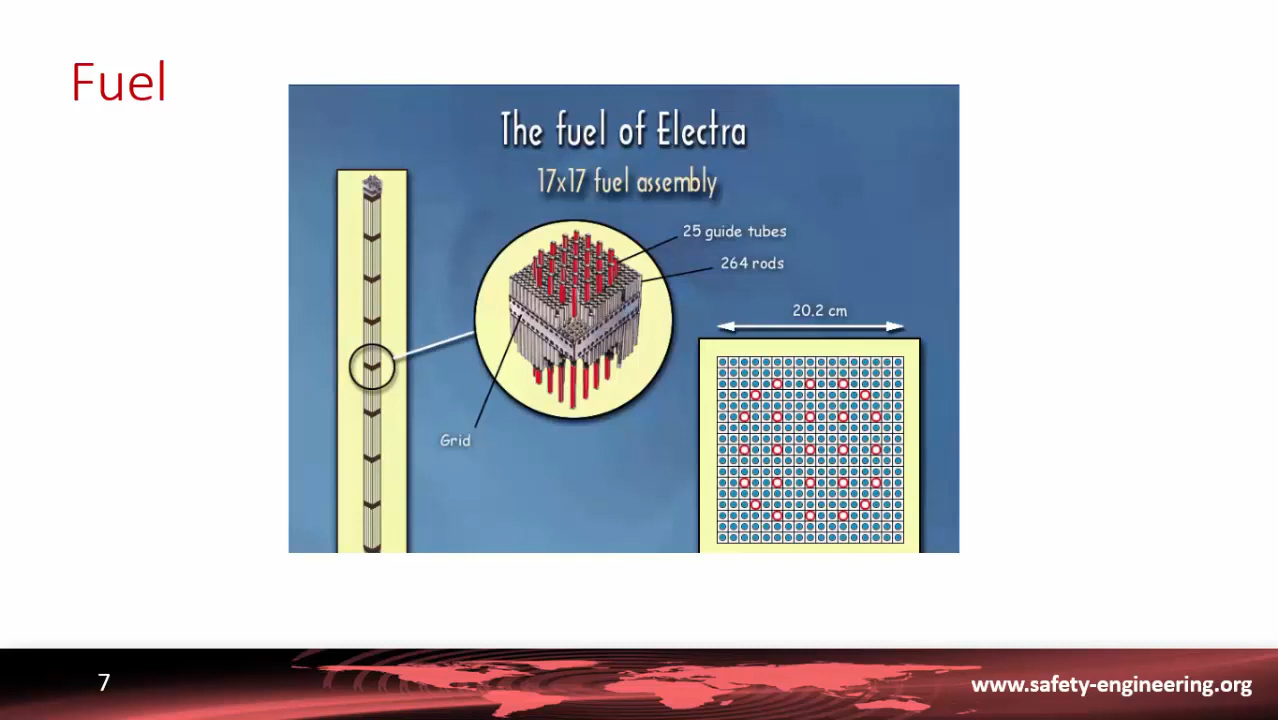 Fuel
The fuel of Electra
17x17 fuel assembly
25 guide tubes
264 rods
20.2 cm
Grid
7
www.safety-engineering.org